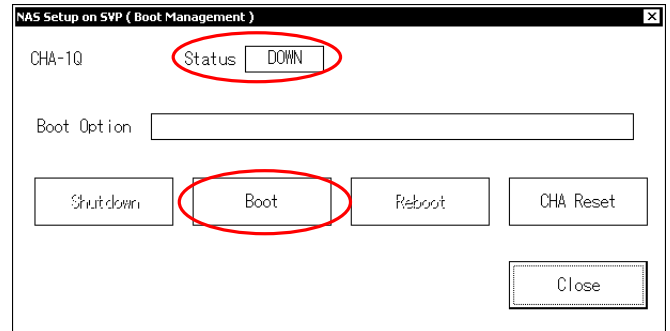 NAS Setup on SVP ( Boot Management )
CHA-1Q Status DOWN
Boot Option
Shutdown Boot Reboot CHA Reset
Close